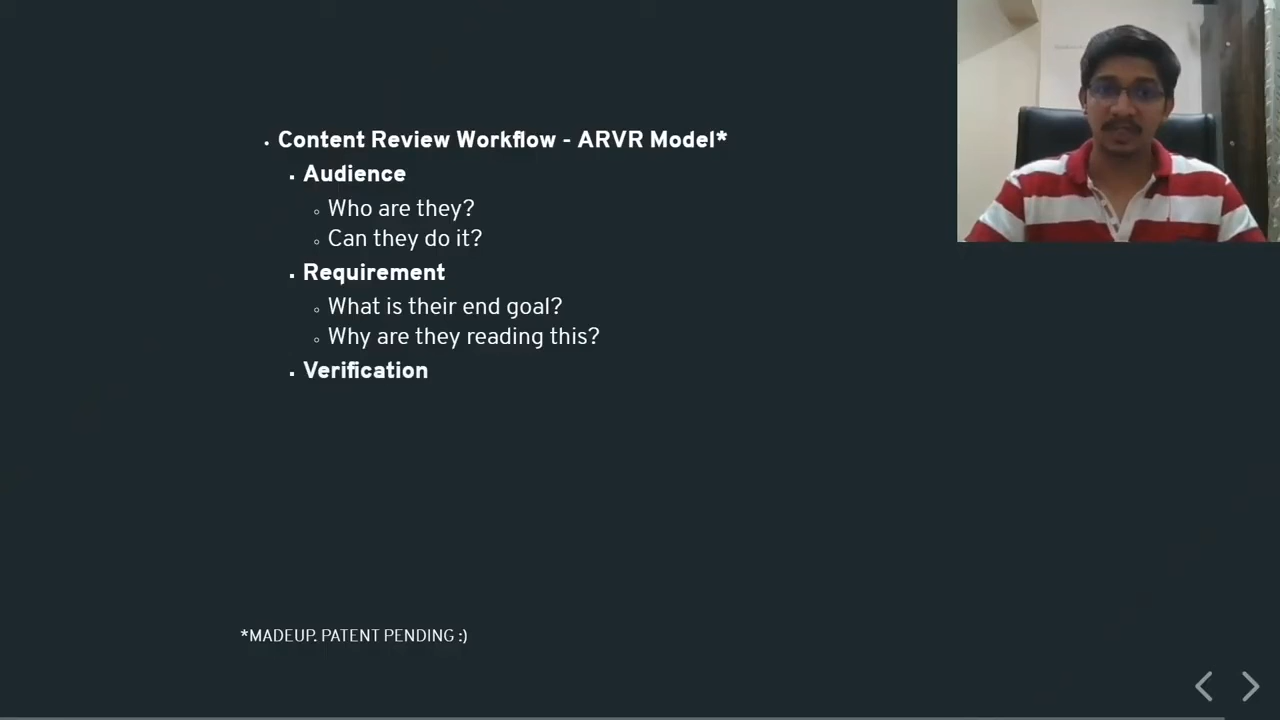 Content Review Workflow - ARVR Model*
Audience
Who are they?
Can they do it?
Requirement
What is their end goal?
Why are they reading this?
Verification
*MADEUP. PATENT PENDING :)